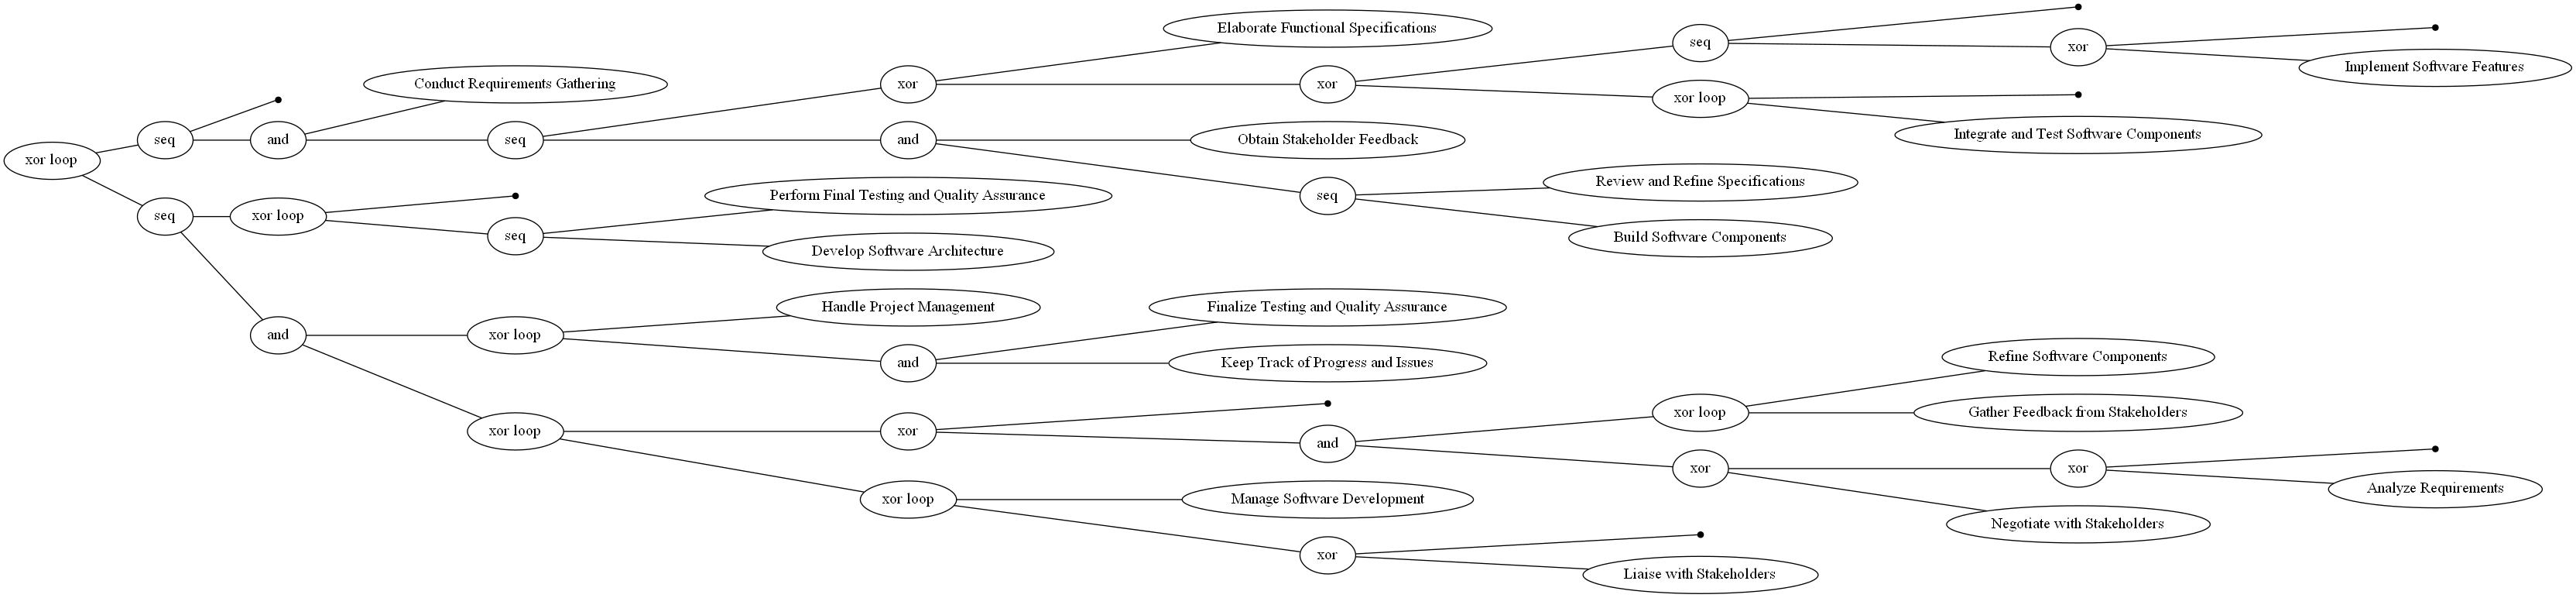 Elaborate Functional Specifications
seq
xor
Implement Software Features
Conduct Requirements Gathering
xor
xor
xor loop
Integrate and Test Software Components
xor loop
seq
and
seq
and
Obtain Stakeholder Feedback
seq
Review and Refine Specifications
Build Software Components
seq
xor loop
Perform Final Testing and Quality Assurance
seq
Develop Software Architecture
and
xor loop
Handle Project Management
Finalize Testing and Quality Assurance
and
Keep Track of Progress and Issues
xor loop
xor
and
xor loop
Refine Software Components
Gather Feedback from Stakeholders
xor
xor
Analyze Requirements
Negotiate with Stakeholders
xor loop
Manage Software Development
xor
Liaise with Stakeholders